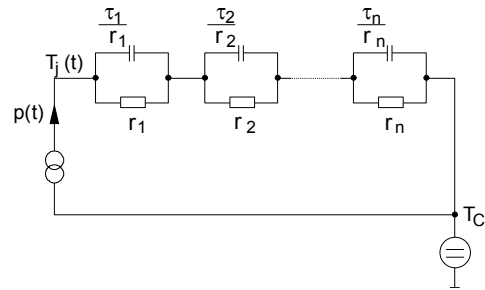 τ1 τ2 τn
r1 r2 rn
Tj (t)
r1 r2 rn
p(t)
TC